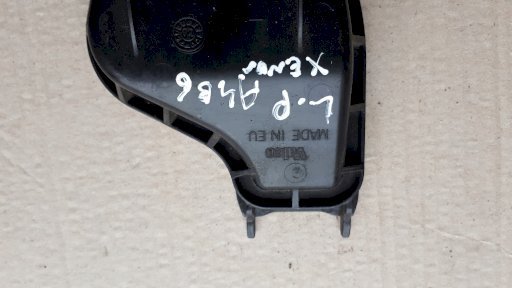 XENON
L.P A4B6
MADE IN EU
Valeo